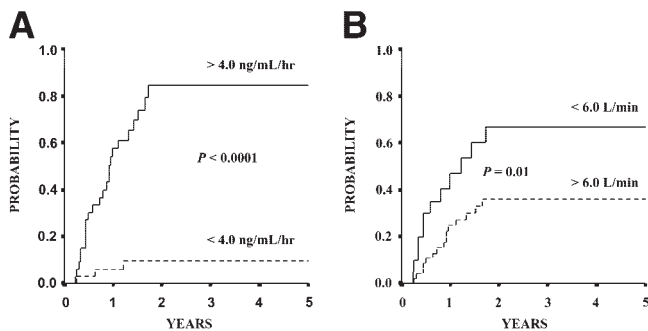 A
B
1.0
0.8
0.6
0.4
0.2
0.0
PROBABILITY
> 4.0 ng/mL/hr
P < 0.0001
< 4.0 ng/mL/hr
0 1 2 3 4 5
YEARS
1.0
0.8
0.6
0.4
0.2
0.0
PROBABILITY
< 6.0 L/min
P = 0.01
> 6.0 L/min
0 1 2 3 4 5
YEARS